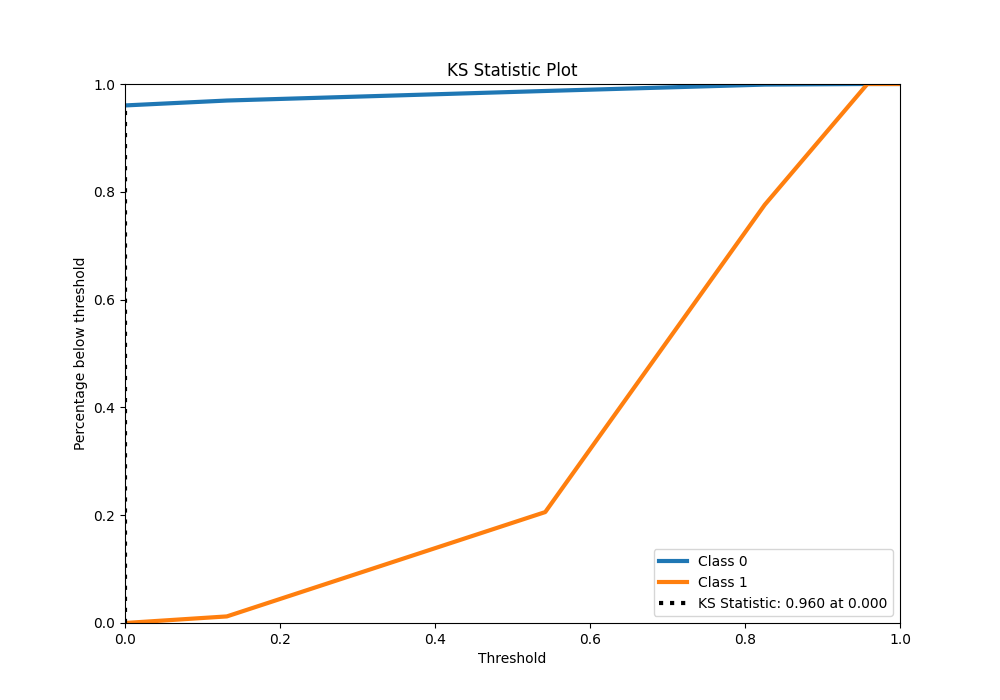 KS Statistic Plot
Percentage below threshold
1.0
0.8
0.6
0.4
0.2
0.0
0.0 0.2 0.4 0.6 0.8 1.0
Threshold
Class 0
Class 1
KS Statistic: 0.960 at 0.000